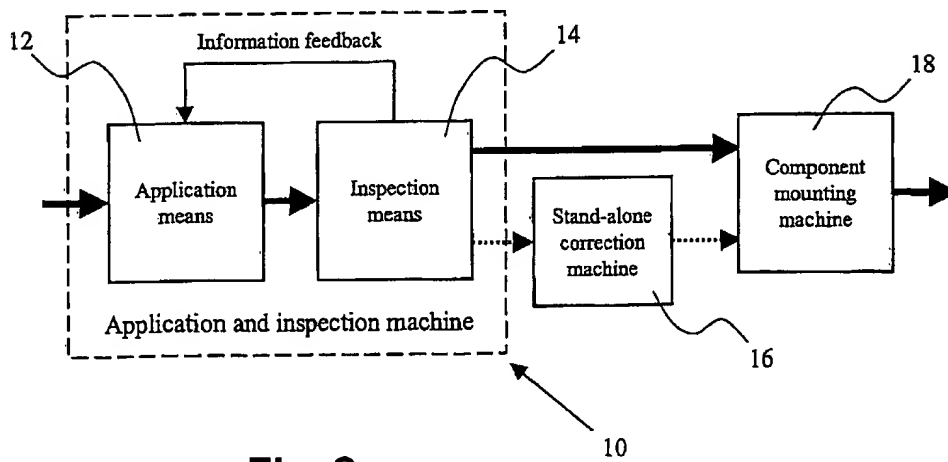 12
Information feedback
14
18
Application
means
Inspection
means
Component
mounting
machine
Stand-alone
correction
machine
Application and inspection machine
16
10